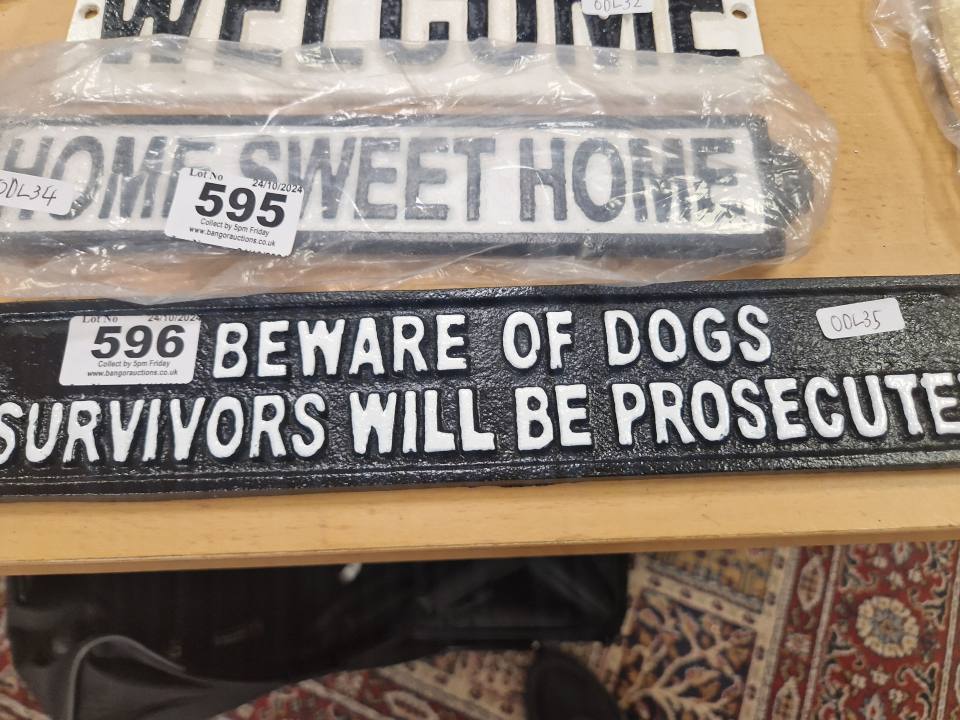 WELCOME
ODL32
HOME SWEET HOME
ODL34
Lot No 24/10/2024
595
Collect by 5pm Friday
www.bangorauctions.co.uk
Lot No 24/10/2024
596
Collect by 5pm Friday
www.bangorauctions.co.uk
BEWARE OF DOGS
ODL35
SURVIVORS WILL BE PROSECUTE